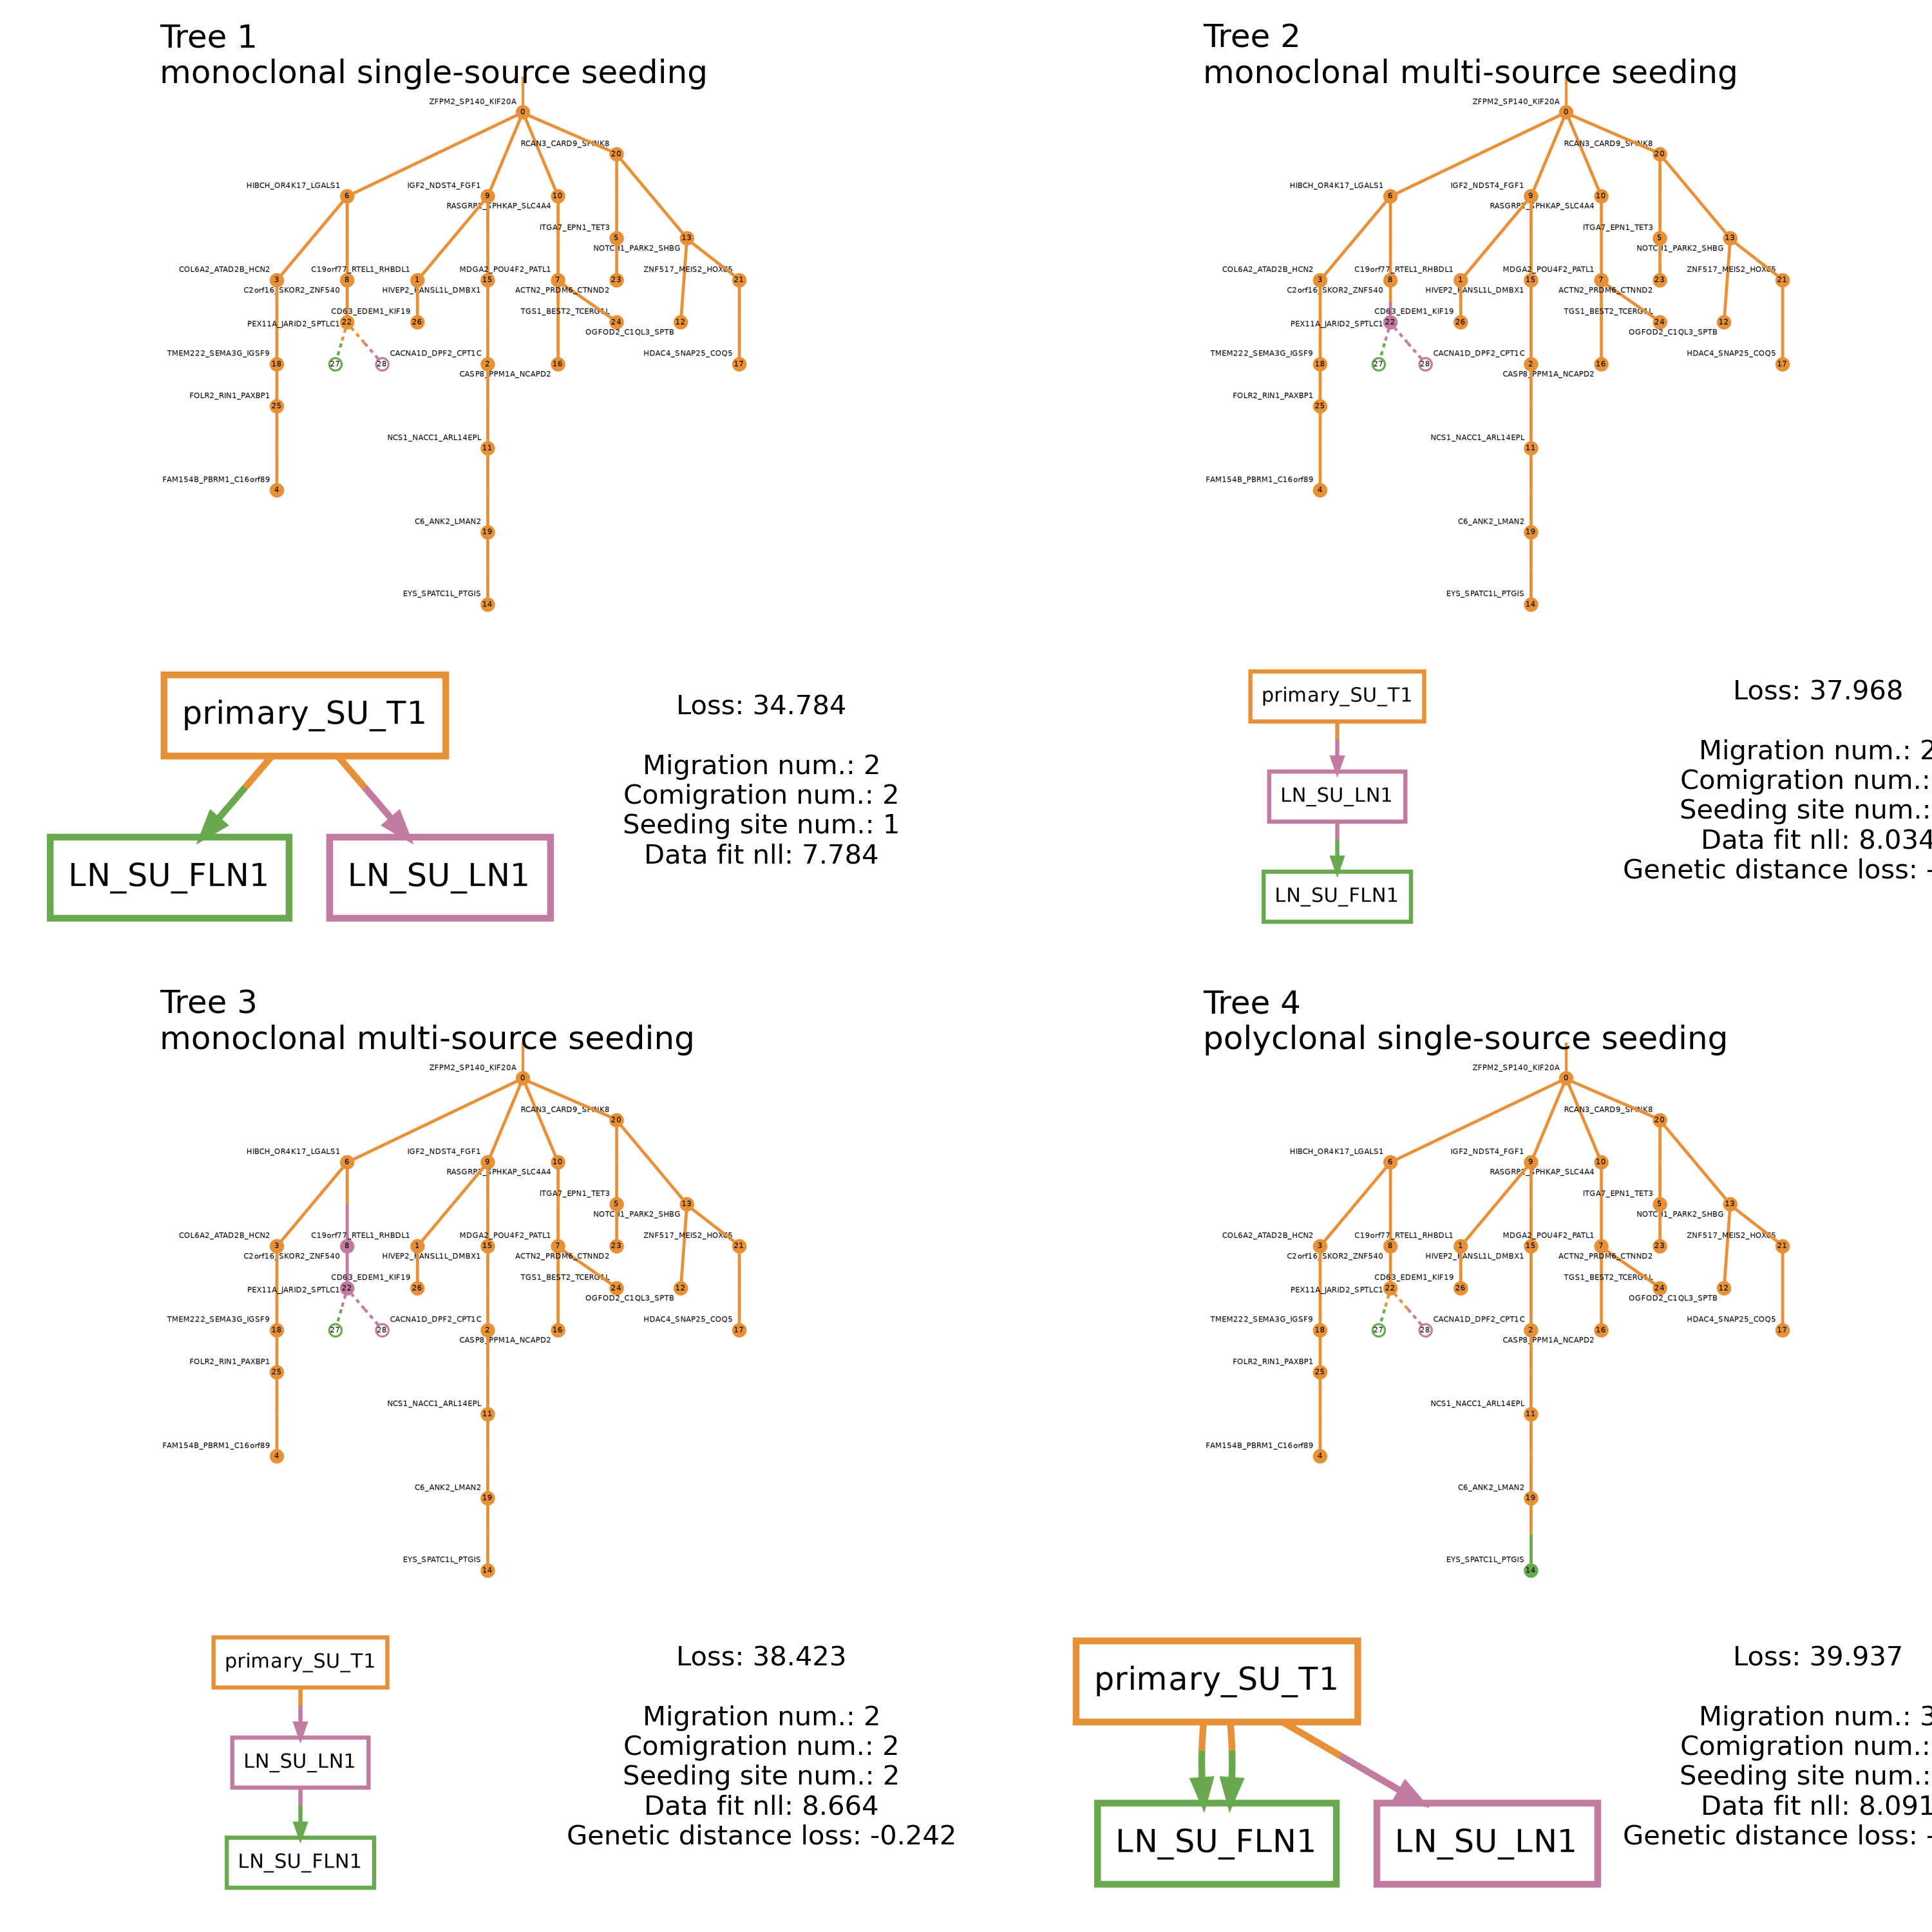 Tree 1
monoclonal single-source seeding
ZFPM2_SP140_KIF20A
0
RCAN3_CARD9_SPINK8
20
HIBCH_OR4K17_LGALS1
6
IGF2_NDST4_FGF1
9
10
ITGA7_EPN1_TET3
5
NOTCH1_PARK2_SHBG
13
COL6A2_ATAD2B_HCN2
3
C19orf77_RTEL1_RHBDL1
8
1
MDGA2_POU4F2_PATL1
15
7
23
ZNF517_MEIS2_HOXC5
21
C2orf16_SKOR2_ZNF540
HIVEP2_KANSL1L_DMBX1
ACTN2_PRDM6_CTNND2
CD63_EDEM1_KIF19
TGS1_BEST2_TCERG1L
PEX11A_JARID2_SPTLC1
22
26
24
OGFOD2_C1QL3_SPTB
12
TMEM222_SEMA3G_IGSF9
18
27
28
CACNA1D_DPF2_CPT1C
2
CASP8_PPM1A_NCAPD2
16
HDAC4_SNAP25_COQ5
17
FOLR2_RIN1_PAXBP1
25
NCS1_NACC1_ARL14EPL
11
FAM154B_PBRM1_C16orf89
4
C6_ANK2_LMAN2
19
EYS_SPATC1L_PTGIS
14
primary_SU_T1
LN_SU_FLN1
LN_SU_LN1
Loss: 34.784
Migration num.: 2
Comigration num.: 2
Seeding site num.: 1
Data fit nll: 7.784
Tree 2
monoclonal multi-source seeding
ZFPM2_SP140_KIF20A
0
RCAN3_CARD9_SPINK8
20
HIBCH_OR4K17_LGALS1
6
IGF2_NDST4_FGF1
9
10
ITGA7_EPN1_TET3
5
NOTCH1_PARK2_SHBG
13
COL6A2_ATAD2B_HCN2
3
C19orf77_RTEL1_RHBDL1
8
1
MDGA2_POU4F2_PATL1
15
7
23
ZNF517_MEIS2_HOXC5
21
C2orf16_SKOR2_ZNF540
HIVEP2_KANSL1L_DMBX1
ACTN2_PRDM6_CTNND2
CD63_EDEM1_KIF19
TGS1_BEST2_TCERG1L
PEX11A_JARID2_SPTLC1
22
26
24
OGFOD2_C1QL3_SPTB
12
TMEM222_SEMA3G_IGSF9
18
27
28
CACNA1D_DPF2_CPT1C
2
CASP8_PPM1A_NCAPD2
16
HDAC4_SNAP25_COQ5
17
FOLR2_RIN1_PAXBP1
25
NCS1_NACC1_ARL14EPL
11
FAM154B_PBRM1_C16orf89
4
C6_ANK2_LMAN2
19
EYS_SPATC1L_PTGIS
14
primary_SU_T1
LN_SU_LN1
LN_SU_FLN1
Loss: 37.968
Migration num.: 2
Comigration num.:
Seeding site num.:
Data fit nll: 8.034
Genetic distance loss: -
Tree 3
monoclonal multi-source seeding
ZFPM2_SP140_KIF20A
0
RCAN3_CARD9_SPINK8
20
HIBCH_OR4K17_LGALS1
6
IGF2_NDST4_FGF1
9
10
ITGA7_EPN1_TET3
5
NOTCH1_PARK2_SHBG
13
COL6A2_ATAD2B_HCN2
3
C19orf77_RTEL1_RHBDL1
8
1
MDGA2_POU4F2_PATL1
15
7
23
ZNF517_MEIS2_HOXC5
21
C2orf16_SKOR2_ZNF540
HIVEP2_KANSL1L_DMBX1
ACTN2_PRDM6_CTNND2
CD63_EDEM1_KIF19
TGS1_BEST2_TCERG1L
PEX11A_JARID2_SPTLC1
22
26
24
OGFOD2_C1QL3_SPTB
12
TMEM222_SEMA3G_IGSF9
18
27
28
CACNA1D_DPF2_CPT1C
2
CASP8_PPM1A_NCAPD2
16
HDAC4_SNAP25_COQ5
17
FOLR2_RIN1_PAXBP1
25
NCS1_NACC1_ARL14EPL
11
FAM154B_PBRM1_C16orf89
4
C6_ANK2_LMAN2
19
EYS_SPATC1L_PTGIS
14
primary_SU_T1
LN_SU_LN1
LN_SU_FLN1
Loss: 38.423
Migration num.: 2
Comigration num.: 2
Seeding site num.: 2
Data fit nll: 8.664
Genetic distance loss: -0.242
Tree 4
polyclonal single-source seeding
ZFPM2_SP140_KIF20A
0
RCAN3_CARD9_SPINK8
20
HIBCH_OR4K17_LGALS1
6
IGF2_NDST4_FGF1
9
10
ITGA7_EPN1_TET3
5
NOTCH1_PARK2_SHBG
13
COL6A2_ATAD2B_HCN2
3
C19orf77_RTEL1_RHBDL1
8
1
MDGA2_POU4F2_PATL1
15
7
23
ZNF517_MEIS2_HOXC5
21
C2orf16_SKOR2_ZNF540
HIVEP2_KANSL1L_DMBX1
ACTN2_PRDM6_CTNND2
CD63_EDEM1_KIF19
TGS1_BEST2_TCERG1L
PEX11A_JARID2_SPTLC1
22
26
24
OGFOD2_C1QL3_SPTB
12
TMEM222_SEMA3G_IGSF9
18
27
28
CACNA1D_DPF2_CPT1C
2
CASP8_PPM1A_NCAPD2
16
HDAC4_SNAP25_COQ5
17
FOLR2_RIN1_PAXBP1
25
NCS1_NACC1_ARL14EPL
11
FAM154B_PBRM1_C16orf89
4
C6_ANK2_LMAN2
19
EYS_SPATC1L_PTGIS
14
primary_SU_T1
LN_SU_FLN1
LN_SU_LN1
Loss: 39.937
Migration num.: 3
Comigration num.:
Seeding site num.:
Data fit nll: 8.091
Genetic distance loss: -